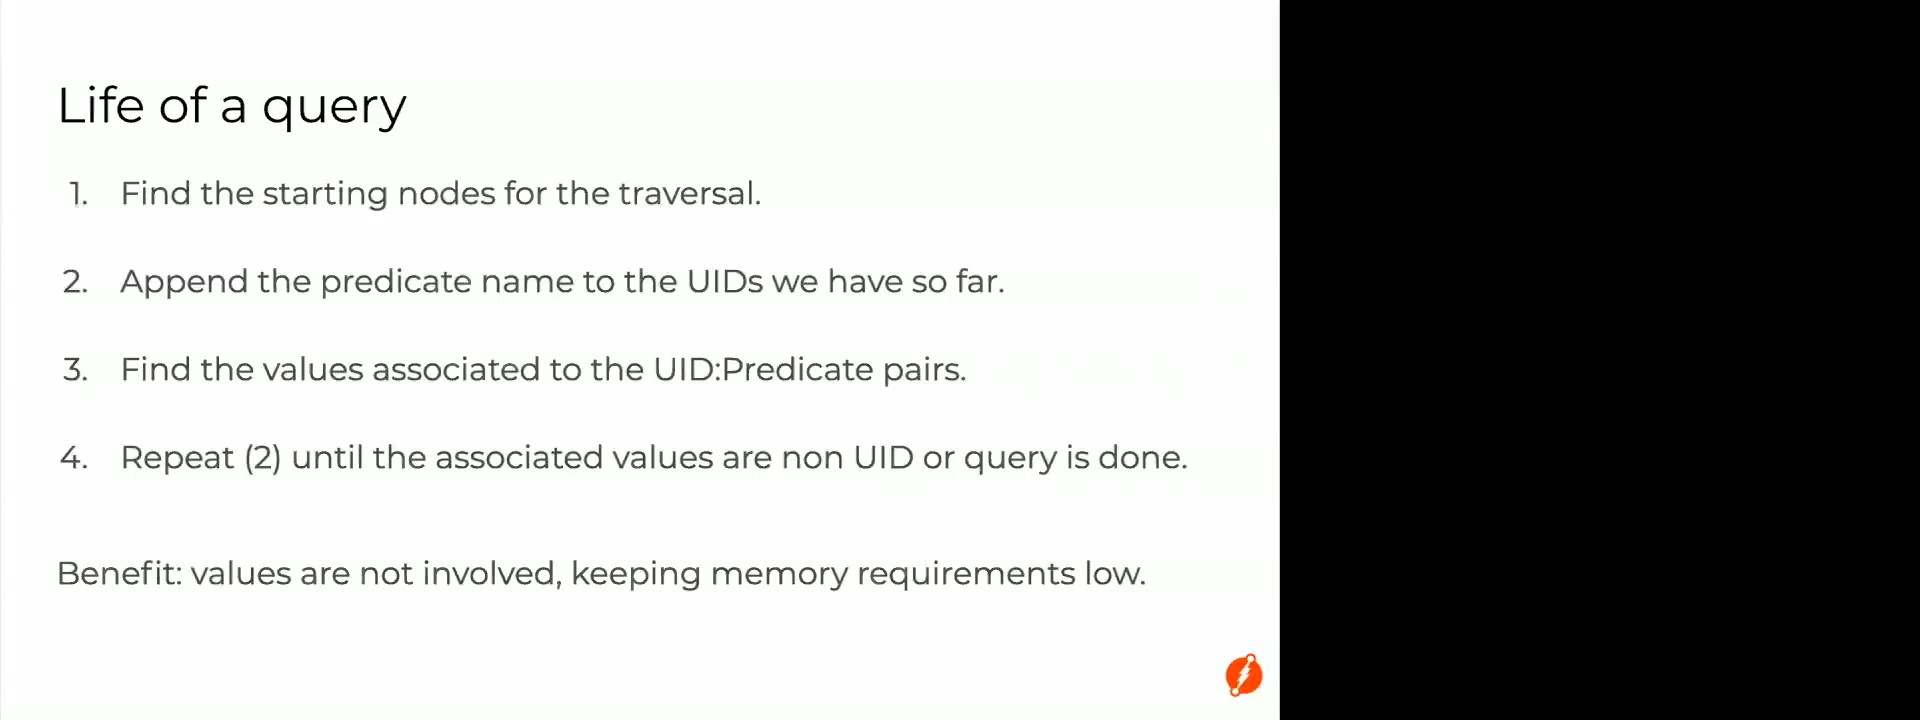 Life of a query
1. Find the starting nodes for the traversal.
2. Append the predicate name to the UIDs we have so far.
3. Find the values associated to the UID:Predicate pairs.
4. Repeat (2) until the associated values are non UID or query is done.
Benefit: values are not involved, keeping memory requirements low.